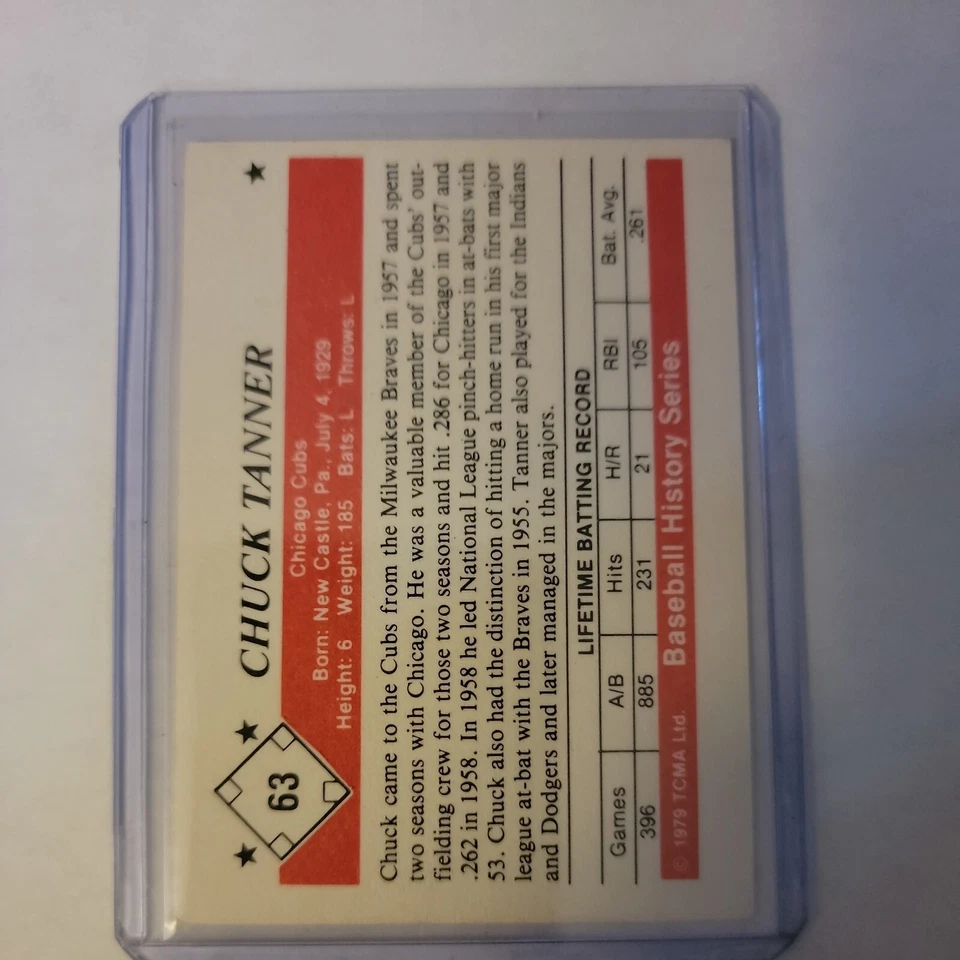 ★ 63 ★ CHUCK TANNER ★
Chicago Cubs
Born: New Castle, Pa., July 4, 1929
Height: 6 Weight: 185 Bats: L Throws: L
Chuck came to the Cubs from the Milwaukee Braves in 1957 and spent
two seasons with Chicago. He was a valuable member of the Cubs' out-
fielding crew for those two seasons and hit .286 for Chicago in 1957 and
.262 in 1958. In 1958 he led National League pinch-hitters in at-bats with
53. Chuck also had the distinction of hitting a home run in his first major
league at-bat with the Braves in 1955. Tanner also played for the Indians
and Dodgers and later managed in the majors.
LIFETIME BATTING RECORD
Games A/B Hits H/R RBI Bat. Avg.
396 885 231 21 105 .261
© 1979 TCMA Ltd. Baseball History Series